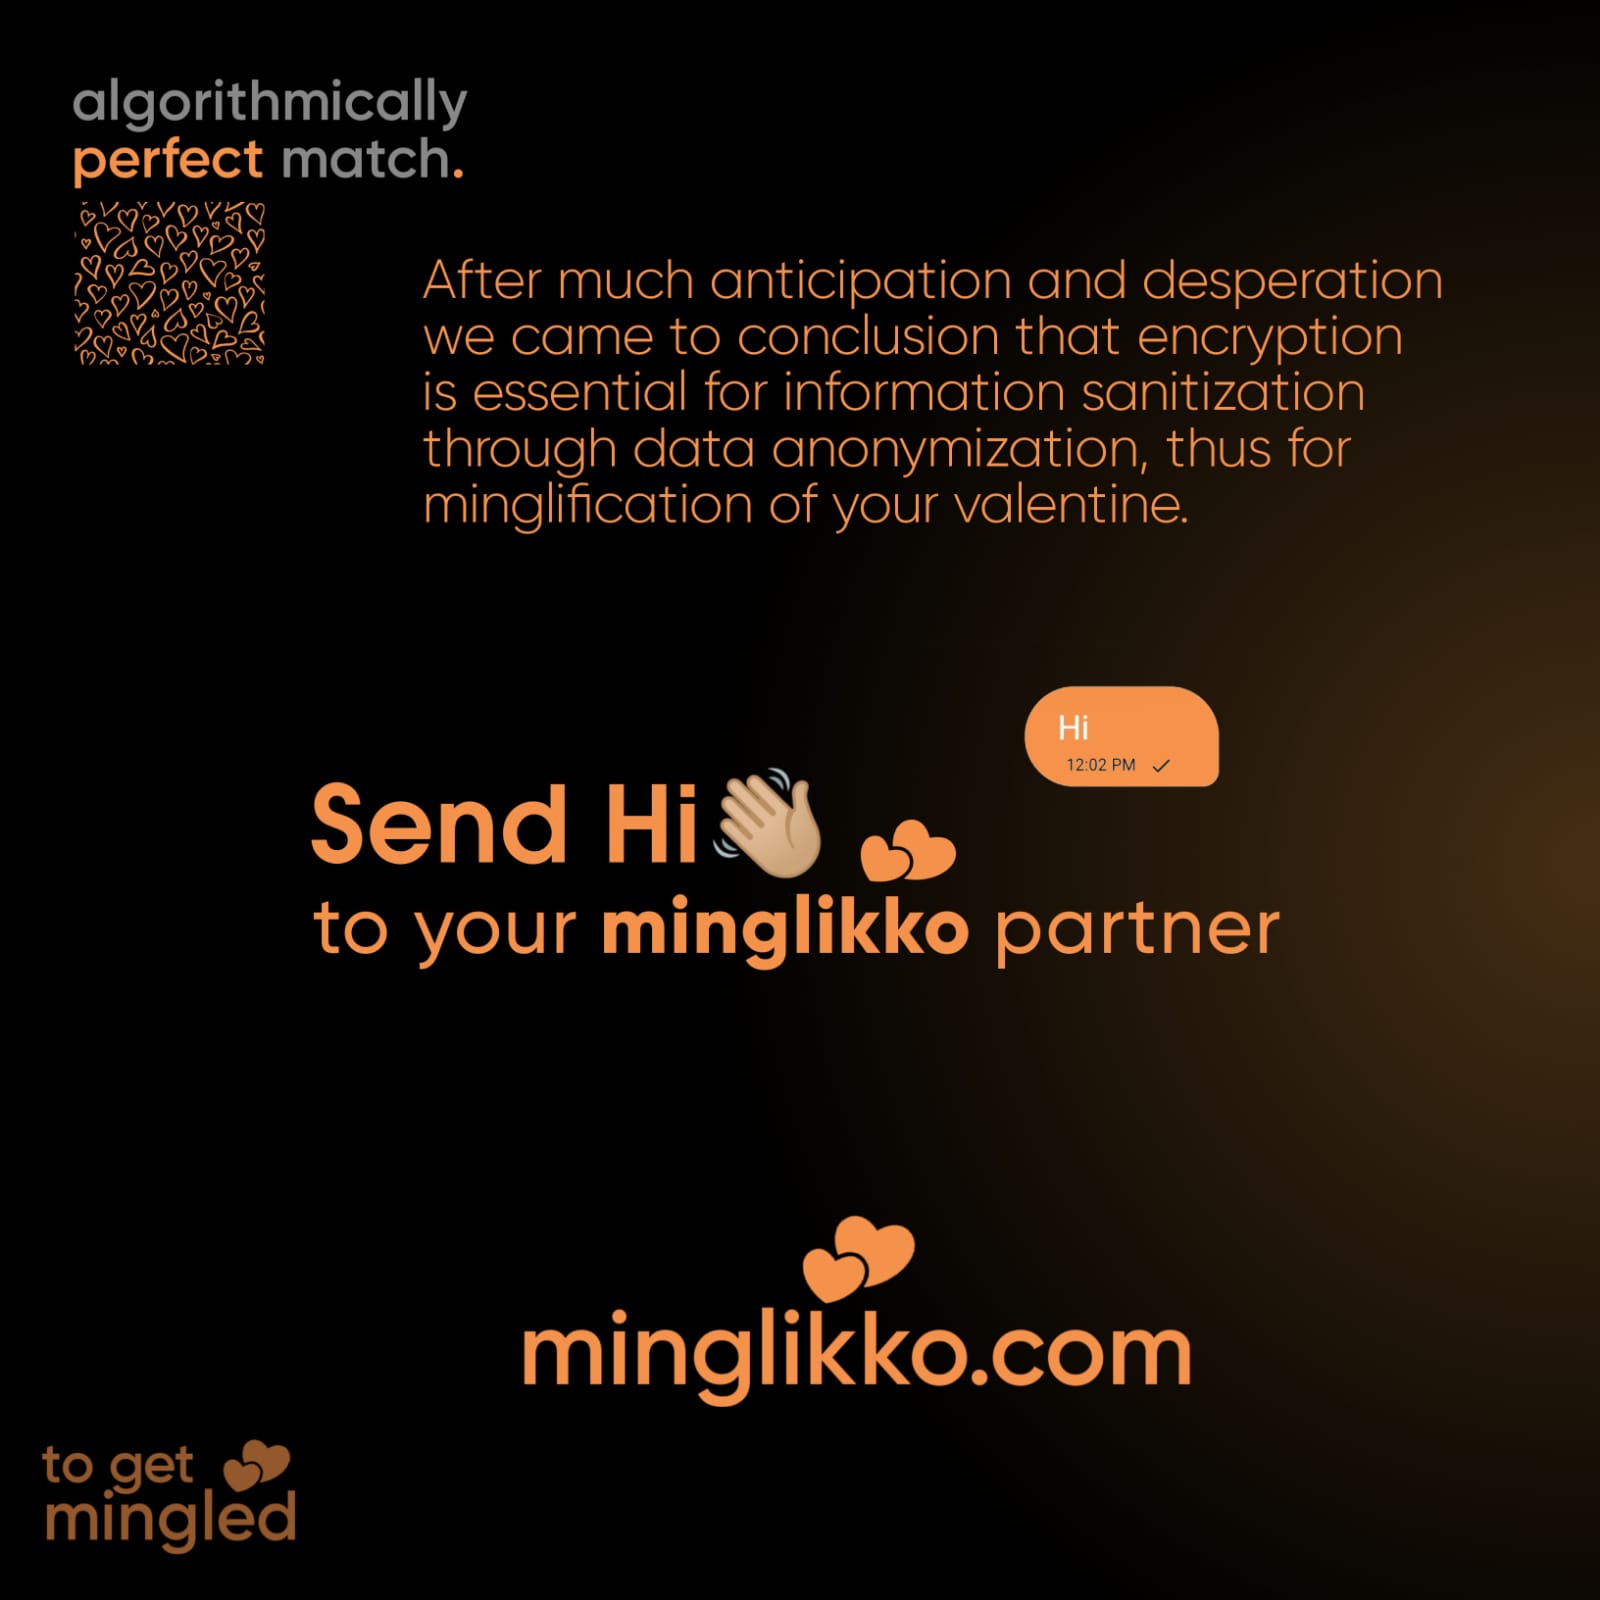 algorithmically
perfect match.
After much anticipation and desperation
we came to conclusion that encryption
is essential for information sanitization
through data anonymization, thus for
minglification of your valentine.
Hi
12:02 PM
Send Hi👋🏼
to your minglikko partner
minglikko.com
to get
mingled